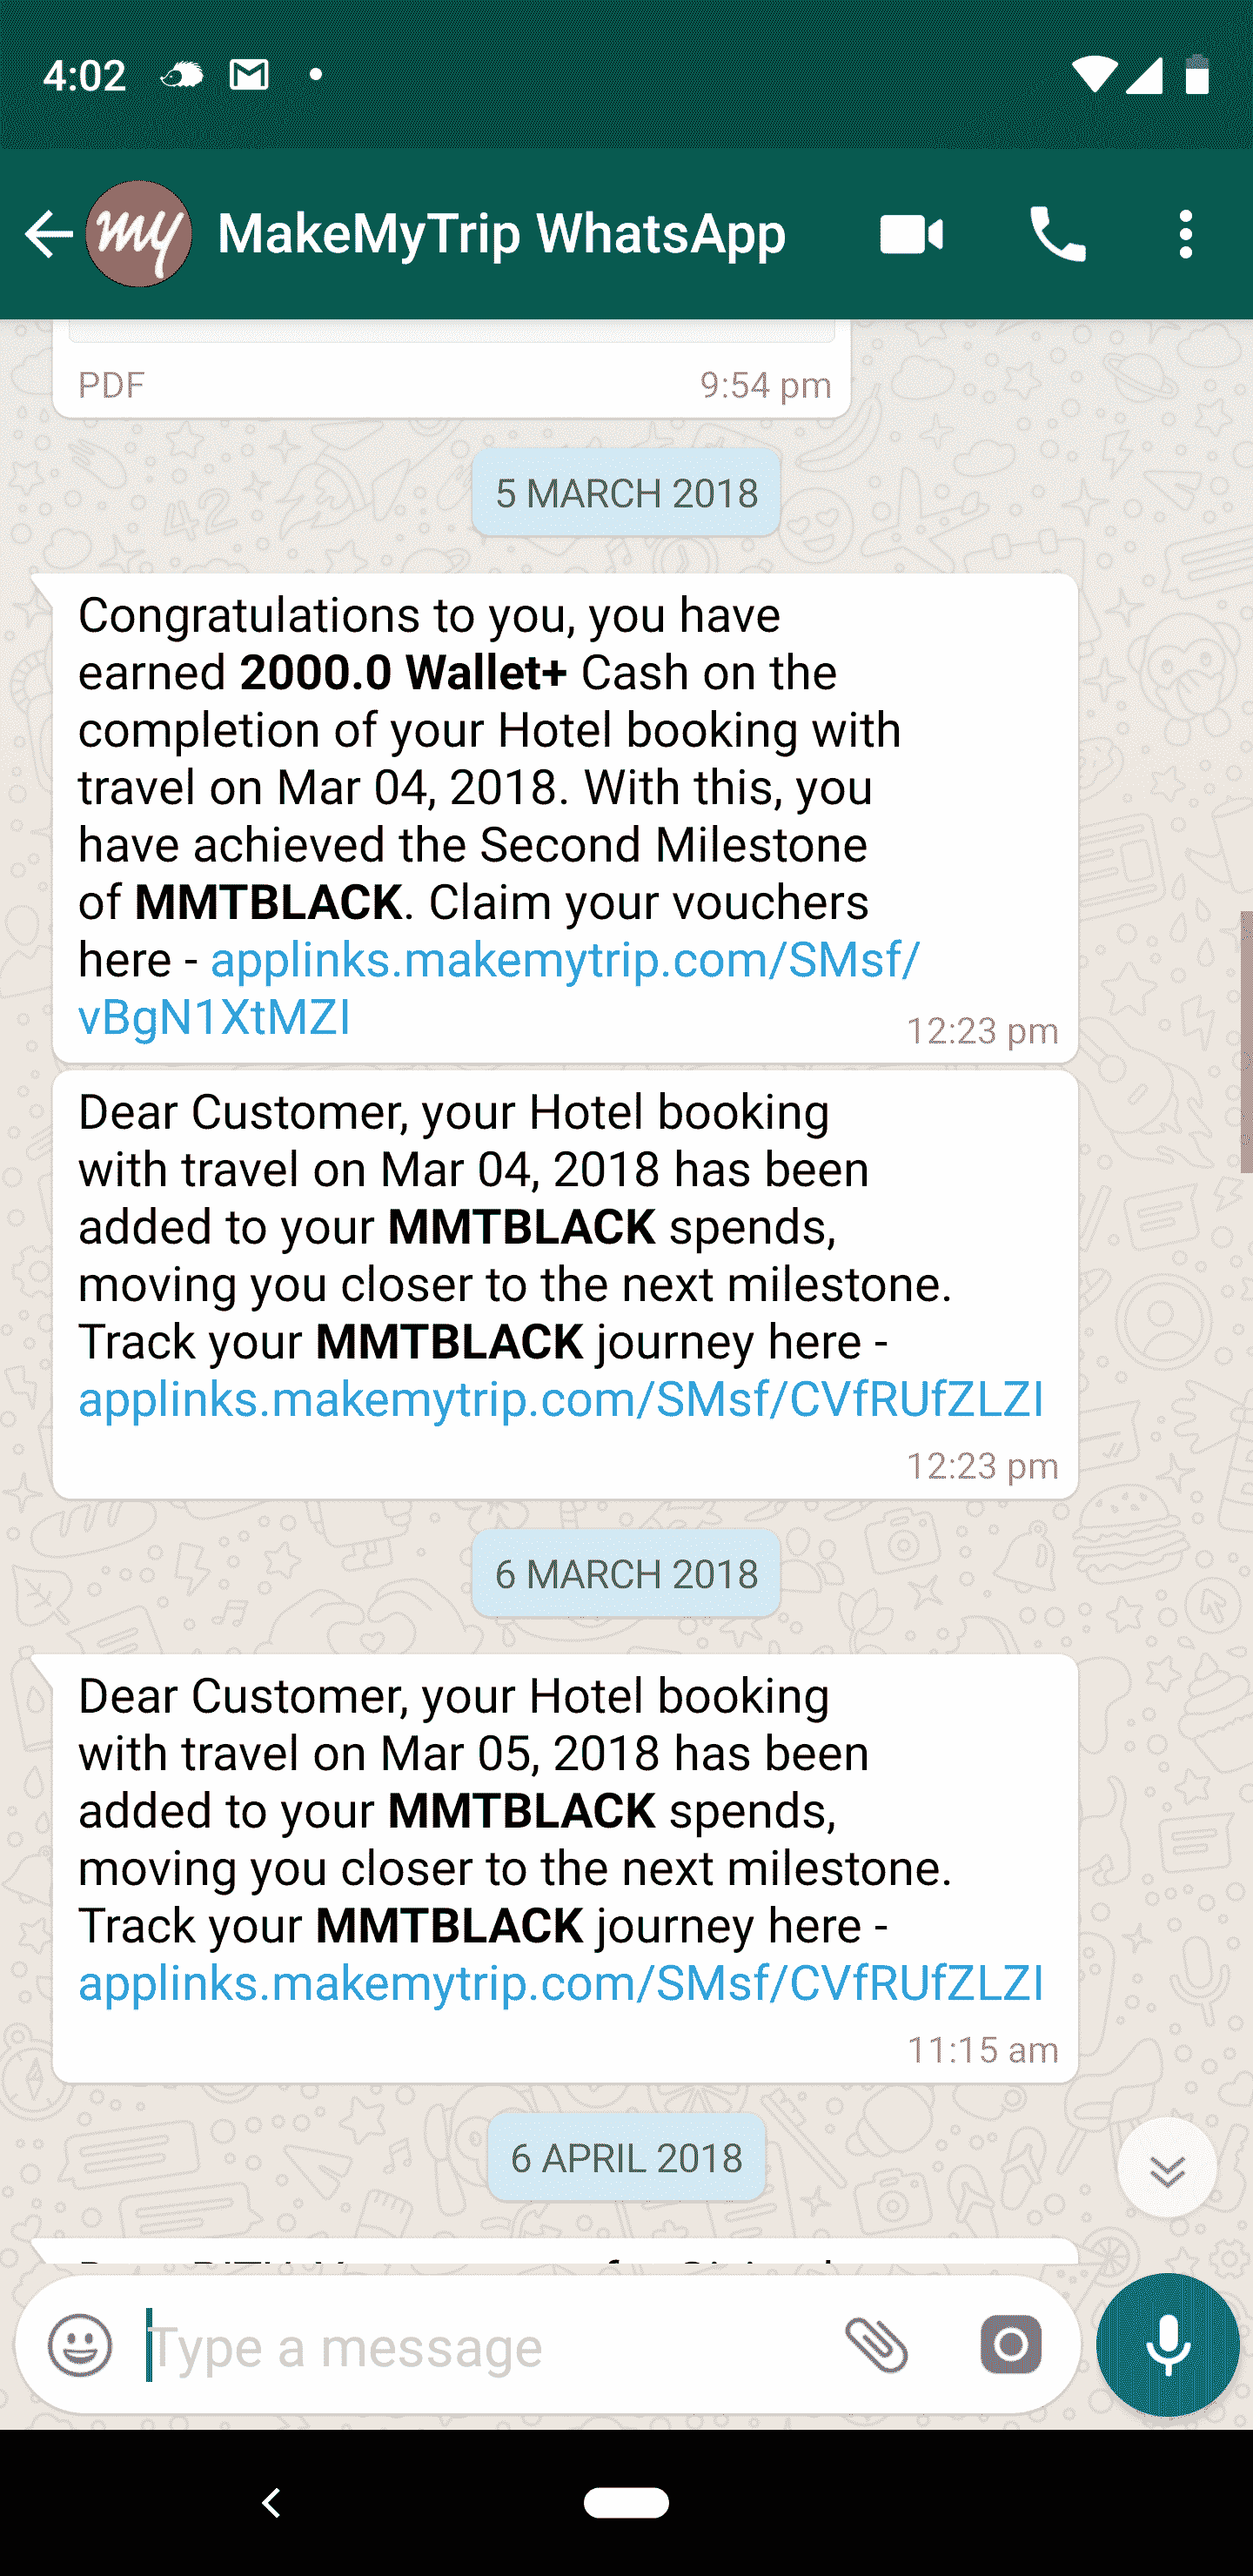 4:02
my MakeMyTrip WhatsApp
PDF 9:54 pm
5 MARCH 2018
Congratulations to you, you have
earned 2000.0 Wallet+ Cash on the
completion of your Hotel booking with
travel on Mar 04, 2018. With this, you
have achieved the Second Milestone
of MMTBLACK. Claim your vouchers
here - applinks.makemytrip.com/SMsf/
vBgN1XtMZI 12:23 pm
Dear Customer, your Hotel booking
with travel on Mar 04, 2018 has been
added to your MMTBLACK spends,
moving you closer to the next milestone.
Track your MMTBLACK journey here -
applinks.makemytrip.com/SMsf/CVfRUfZLZI
12:23 pm
6 MARCH 2018
Dear Customer, your Hotel booking
with travel on Mar 05, 2018 has been
added to your MMTBLACK spends,
moving you closer to the next milestone.
Track your MMTBLACK journey here -
applinks.makemytrip.com/SMsf/CVfRUfZLZI
11:15 am
6 APRIL 2018
Type a message